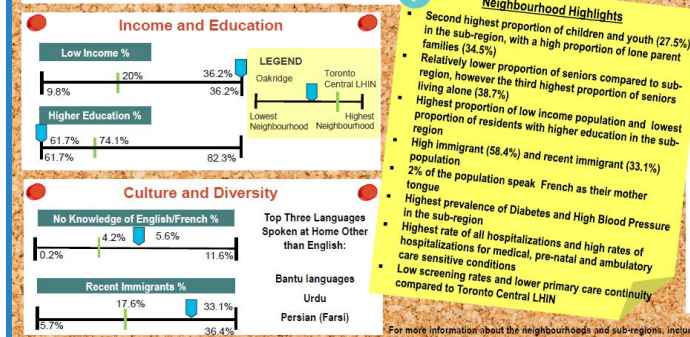 Income and Education
Low Income %
20%
36.2%
9.8%
36.2%
Higher Education %
61.7%
74.1%
61.7%
82.3%
LEGEND
Oakridge
Toronto
Central LHIN
Lowest
Neighbourhood
Highest
Neighbourhood
Culture and Diversity
No Knowledge of English/French %
4.2%
5.6%
0.2%
11.6%
Recent Immigrants %
17.6%
33.1%
5.7%
36.4%
Top Three Languages
Spoken at Home Other
than English:
Bantu languages
Urdu
Persian (Farsi)
Neighbourhood Highlights
▪ Second highest proportion of children and youth (27.5%)
in the sub-region, with a high proportion of lone parent
families (34.5%)
▪ Relatively lower proportion of seniors compared to sub-
region, however the third highest proportion of seniors
living alone (38.7%)
▪ Highest proportion of low income population and lowest
proportion of residents with higher education in the sub-
region
▪ High immigrant (58.4%) and recent immigrant (33.1%)
population
▪ 2% of the population speak French as their mother
tongue
▪ Highest prevalence of Diabetes and High Blood Pressure
in the sub-region
▪ Highest rate of all hospitalizations and high rates of
hospitalizations for medical, pre-natal and ambulatory
care sensitive conditions
▪ Low screening rates and lower primary care continuity
compared to Toronto Central LHIN
For more information about the neighbourhoods and sub-regions, includ